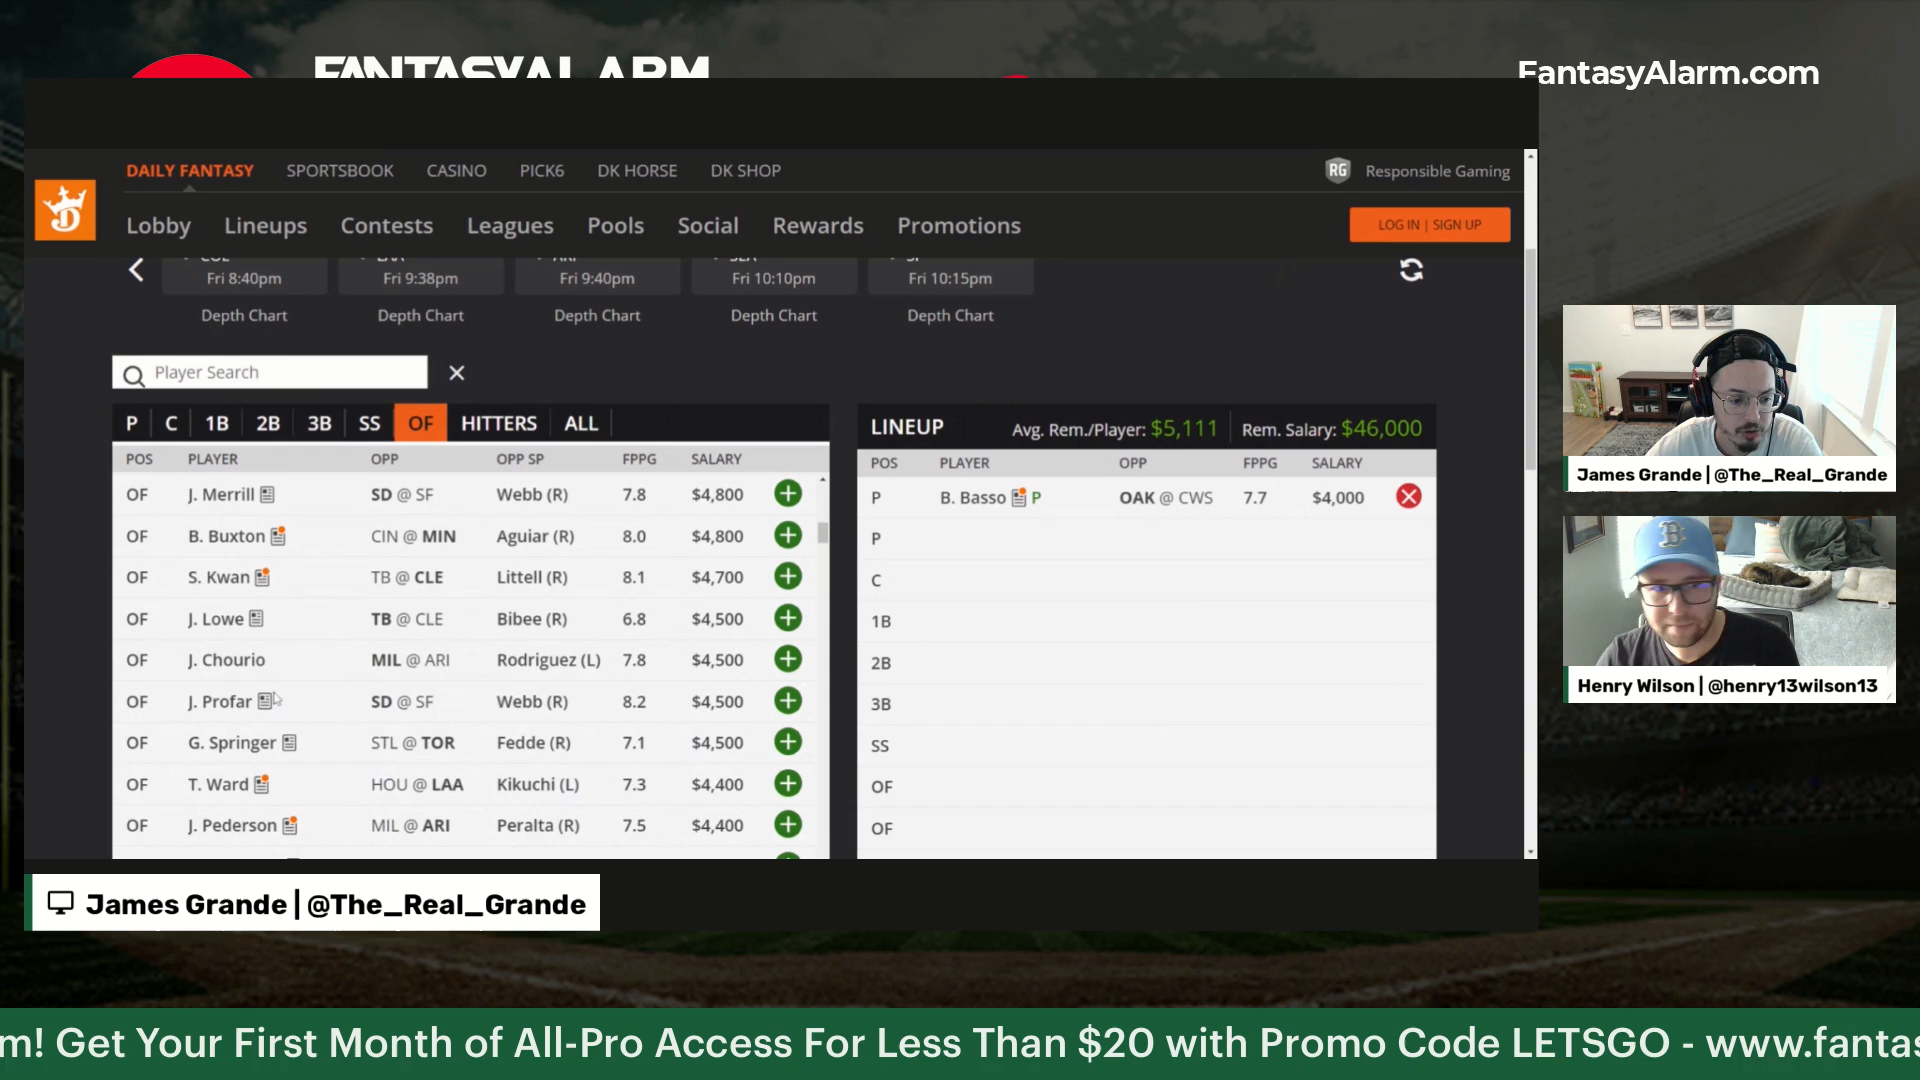 FANTASYALARM
FantasyAlarm.com
DAILY FANTASY SPORTSBOOK CASINO PICK6 DK HORSE DK SHOP
RG Responsible Gaming
Lobby Lineups Contests Leagues Pools Social Rewards Promotions
LOG IN | SIGN UP
Fri 8:40pm Fri 9:38pm Fri 9:40pm Fri 10:10pm Fri 10:15pm
Depth Chart Depth Chart Depth Chart Depth Chart Depth Chart
Player Search
P C 1B 2B 3B SS OF HITTERS ALL
POS PLAYER OPP OPP SP FPPG SALARY
OF J. Merrill SD @ SF Webb (R) 7.8 $4,800
OF B. Buxton CIN @ MIN Aguiar (R) 8.0 $4,800
OF S. Kwan TB @ CLE Littell (R) 8.1 $4,700
OF J. Lowe TB @ CLE Bibee (R) 6.8 $4,500
OF J. Chourio MIL @ ARI Rodriguez (L) 7.8 $4,500
OF J. Profar SD @ SF Webb (R) 8.2 $4,500
OF G. Springer STL @ TOR Fedde (R) 7.1 $4,500
OF T. Ward HOU @ LAA Kikuchi (L) 7.3 $4,400
OF J. Pederson MIL @ ARI Peralta (R) 7.5 $4,400
LINEUP Avg. Rem./Player: $5,111 Rem. Salary: $46,000
POS PLAYER OPP FPPG SALARY
P B. Basso P OAK @ CWS 7.7 $4,000
P
C
1B
2B
3B
SS
OF
OF
James Grande | @The_Real_Grande
Henry Wilson | @henry13wilson13
James Grande | @The_Real_Grande
m! Get Your First Month of All-Pro Access For Less Than $20 with Promo Code LETSGO - www.fantas